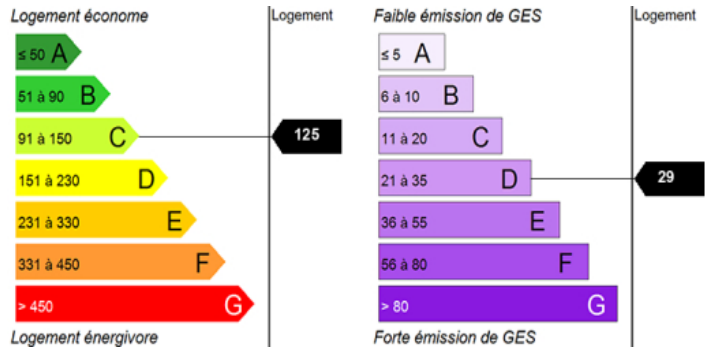 Logement économe
Logement
≤ 50 A
51 à 90 B
91 à 150 C
125
151 à 230 D
231 à 330 E
331 à 450 F
> 450 G
Logement énergivore
Faible émission de GES
Logement
≤ 5 A
6 à 10 B
11 à 20 C
21 à 35 D
29
36 à 55 E
56 à 80 F
> 80 G
Forte émission de GES